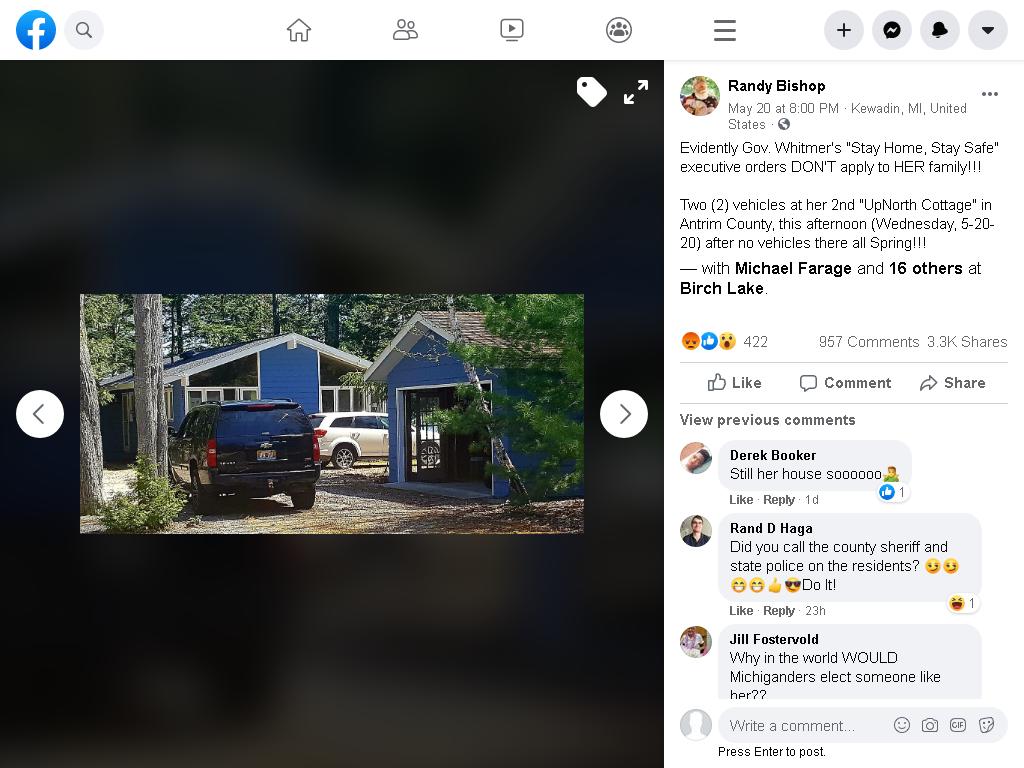 Randy Bishop
May 20 at 8:00 PM · Kewadin, MI, United
States ·
Evidently Gov. Whitmer's "Stay Home, Stay Safe"
executive orders DON'T apply to HER family!!!
Two (2) vehicles at her 2nd "UpNorth Cottage" in
Antrim County, this afternoon (Wednesday, 5-20-
20) after no vehicles there all Spring!!!
— with Michael Farage and 16 others at
Birch Lake.
422 957 Comments 3.3K Shares
Like Comment Share
View previous comments
Derek Booker
Still her house soooooo
1
Like · Reply · 1d
Rand D Haga
Did you call the county sheriff and
state police on the residents? 😏😏
😁😁👍😎Do It!
1
Like · Reply · 23h
Jill Fostervold
Why in the world WOULD
Michiganders elect someone like
her??
Write a comment...
GIF
Press Enter to post.